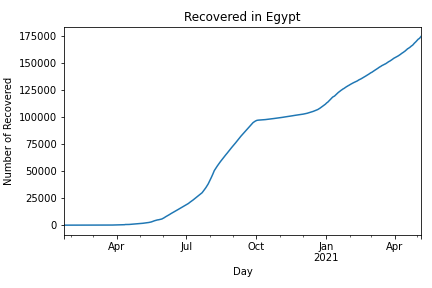 Recovered in Egypt
175000
150000
125000
100000
75000
50000
25000
0
Number of Recovered
Apr
Jul
Oct
Jan
2021
Apr
Day